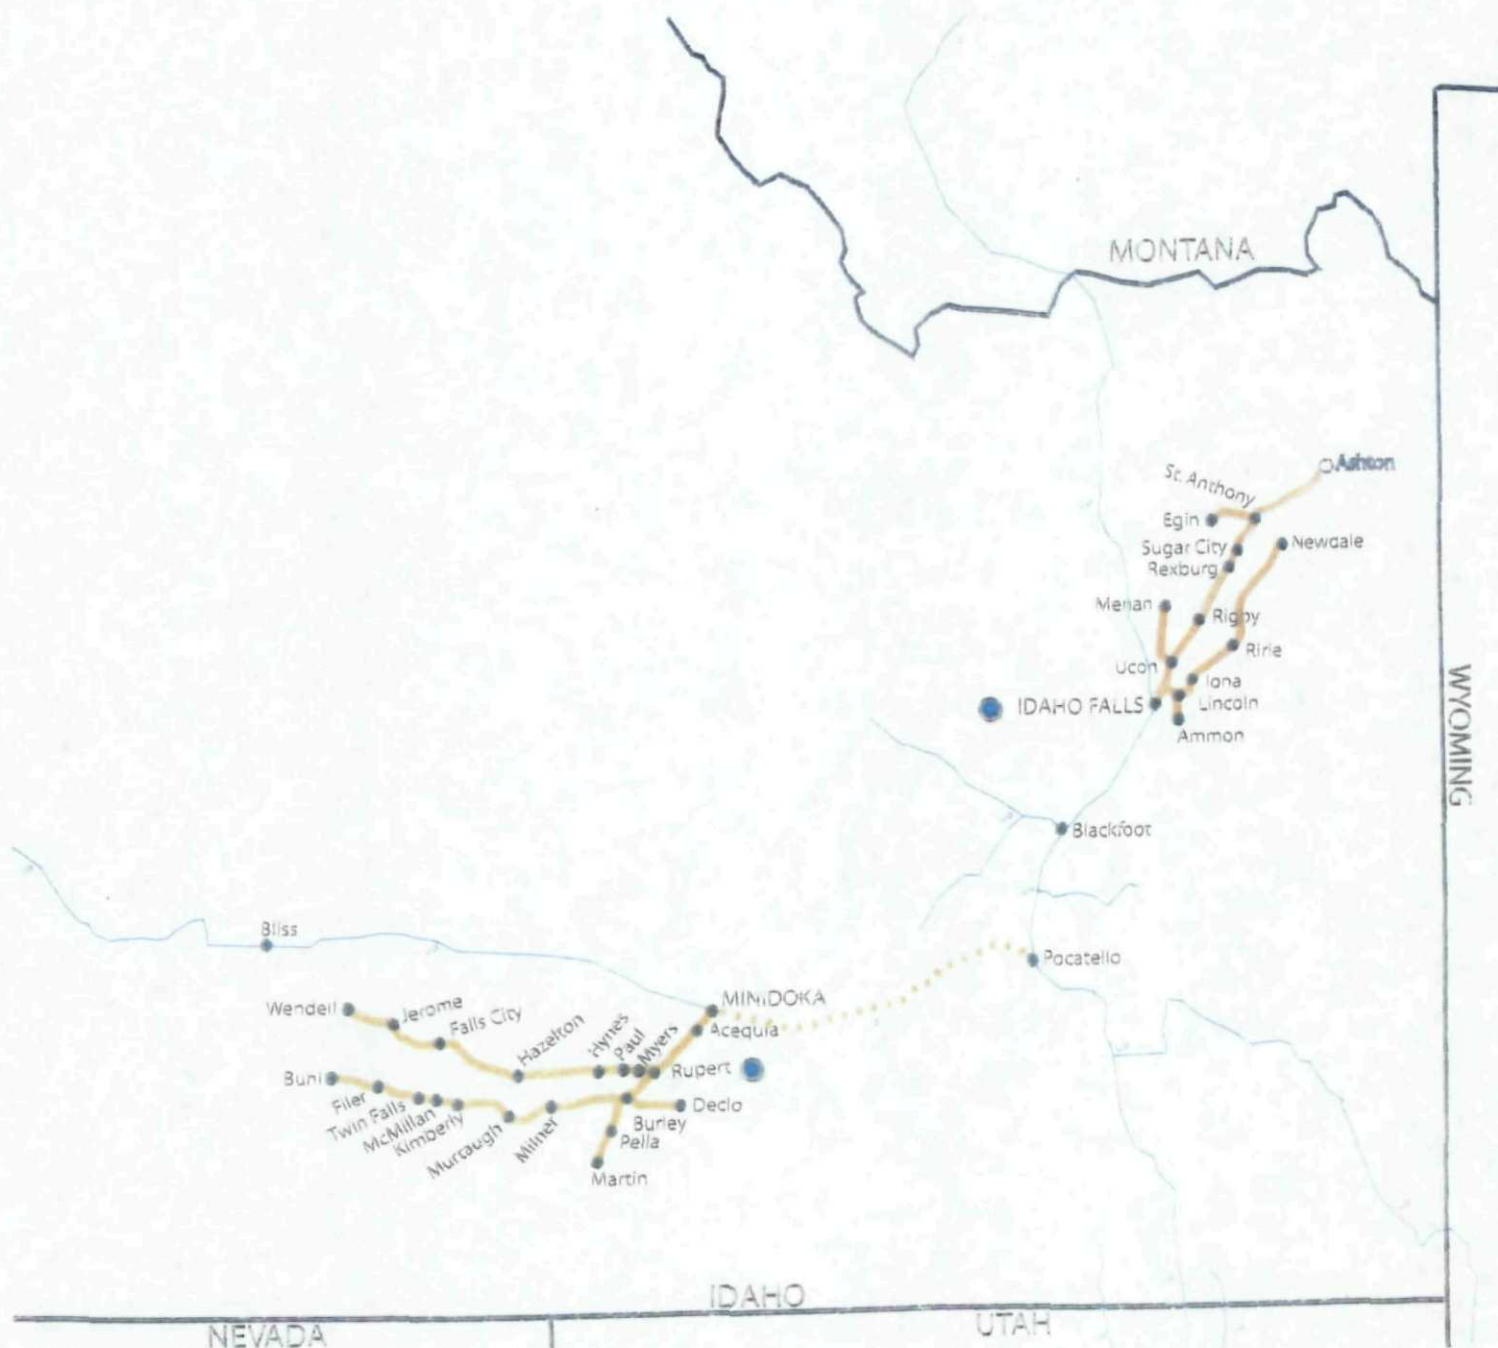 MONTANA
Ashton
St. Anthony
Egin
Newdale
Sugar City
Rexburg
Menan
Rigby
Ririe
Ucon
Iona
IDAHO FALLS
Lincoln
Ammon
WYOMING
Blackfoot
Bliss
Pocatello
MINIDOKA
Wendell
Jerome
Falls City
Hazelton
Hynes
Paul
Myers
Acequia
Rupert
Buhl
Filer
Twin Falls
McMillan
Kimberly
Murtaugh
Milner
Declo
Burley
Pella
Martin
IDAHO
NEVADA
UTAH